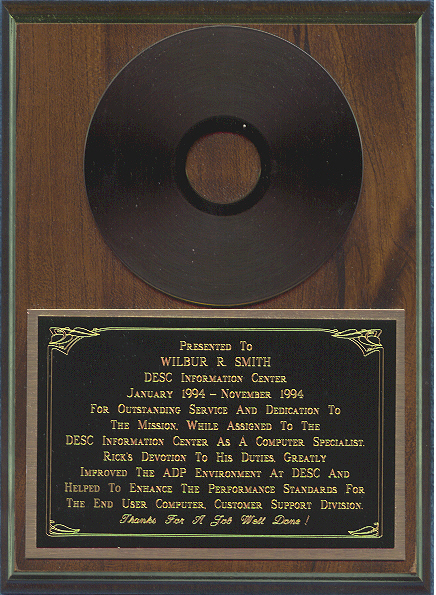 Presented To
WILBUR R. SMITH
DESC Information Center
January 1994 - November 1994
For Outstanding Service And Dedication To
The Mission, While Assigned To The
DESC Information Center As A Computer Specialist.
Rick's Devotion To His Duties, Greatly
Improved The ADP Environment At DESC And
Helped To Enhance The Performance Standards For
The End User Computer, Customer Support Division.
Thanks For A Job Well Done!